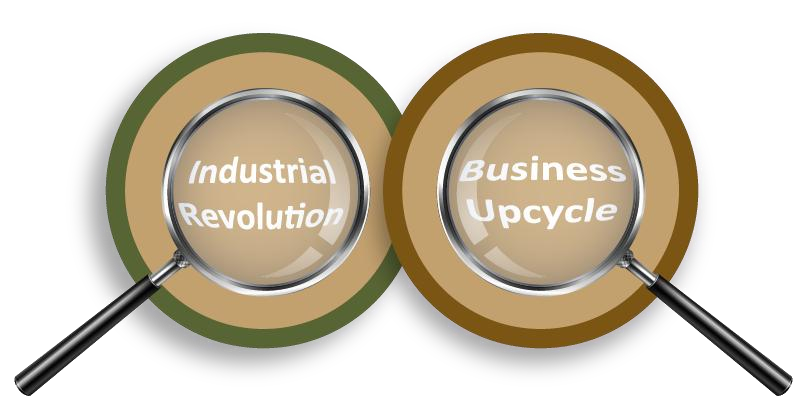 Industrial
Revolution
Business
Upcycle